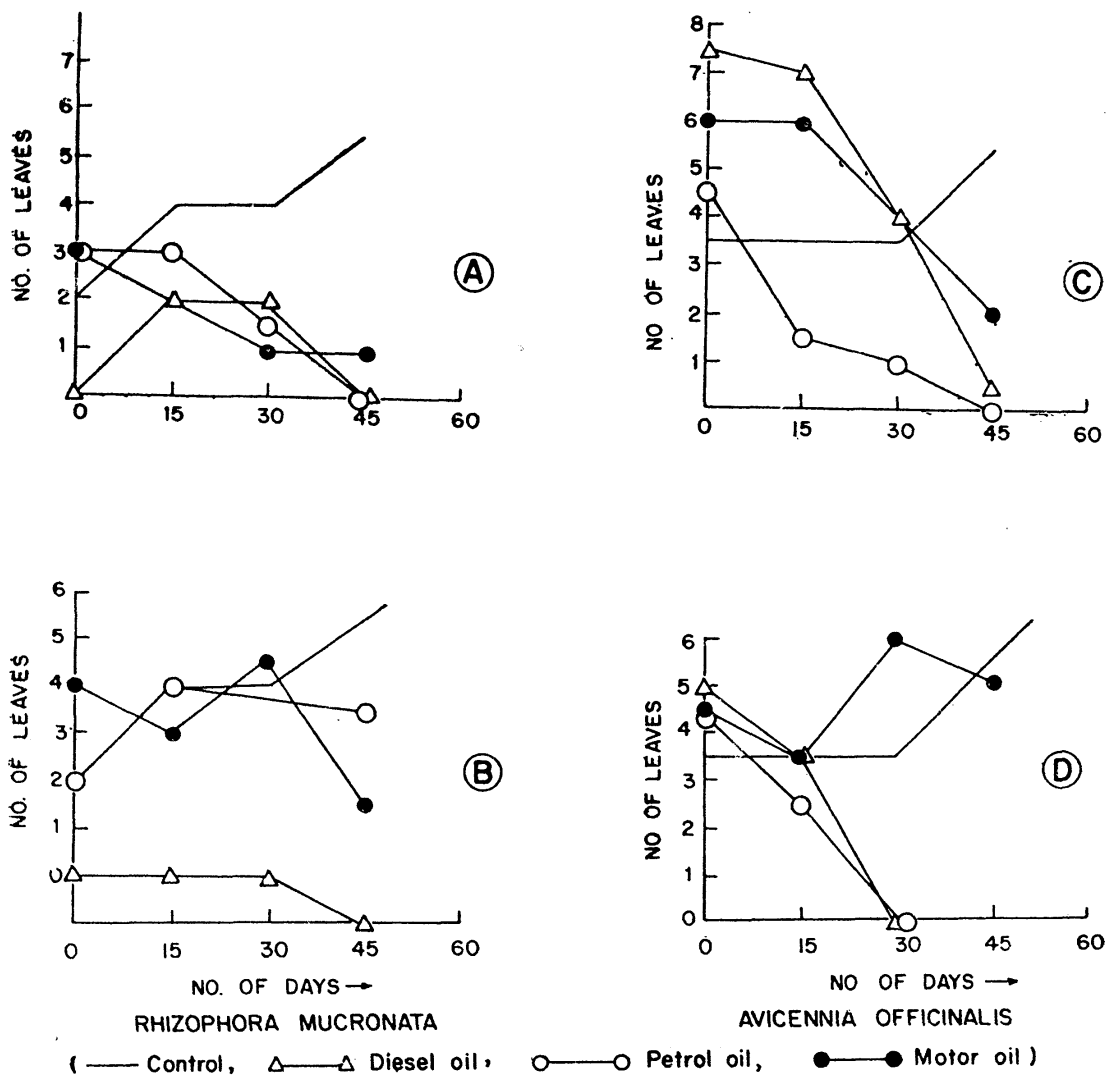 7
6
5
4
3
2
1
NO. OF LEAVES
A
0 15 30 45 60
8
7
6
5
4
3
2
1
NO OF LEAVES
C
0 15 30 45 60
6
5
4
3
2
1
0
NO. OF LEAVES
B
0 15 30 45 60
NO. OF DAYS →
RHIZOPHORA MUCRONATA
6
5
4
3
2
1
0
NO OF LEAVES
D
0 15 30 45 60
NO OF DAYS →
AVICENNIA OFFICINALIS
( —— Control, △——△ Diesel oil, ○——○ Petrol oil, ●——● Motor oil )